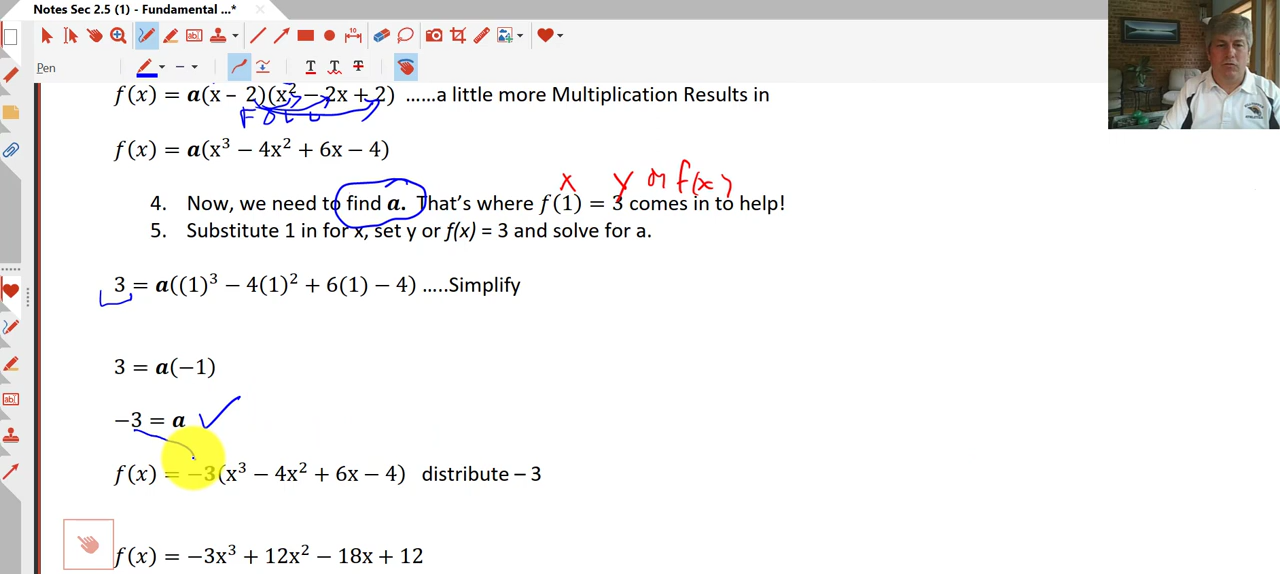 Notes Sec 2.5 (1) - Fundamental ...*
Pen
f(x) = a(x − 2)(x² − 2x + 2) ......a little more Multiplication Results in
F O I L
f(x) = a(x³ − 4x² + 6x − 4)
x y or f(x)
4. Now, we need to find a. That's where f(1) = 3 comes in to help!
5. Substitute 1 in for x, set y or f(x) = 3 and solve for a.
3 = a((1)³ − 4(1)² + 6(1) − 4) .....Simplify
3 = a(−1)
−3 = a
f(x) = −3(x³ − 4x² + 6x − 4) distribute – 3
f(x) = −3x³ + 12x² − 18x + 12